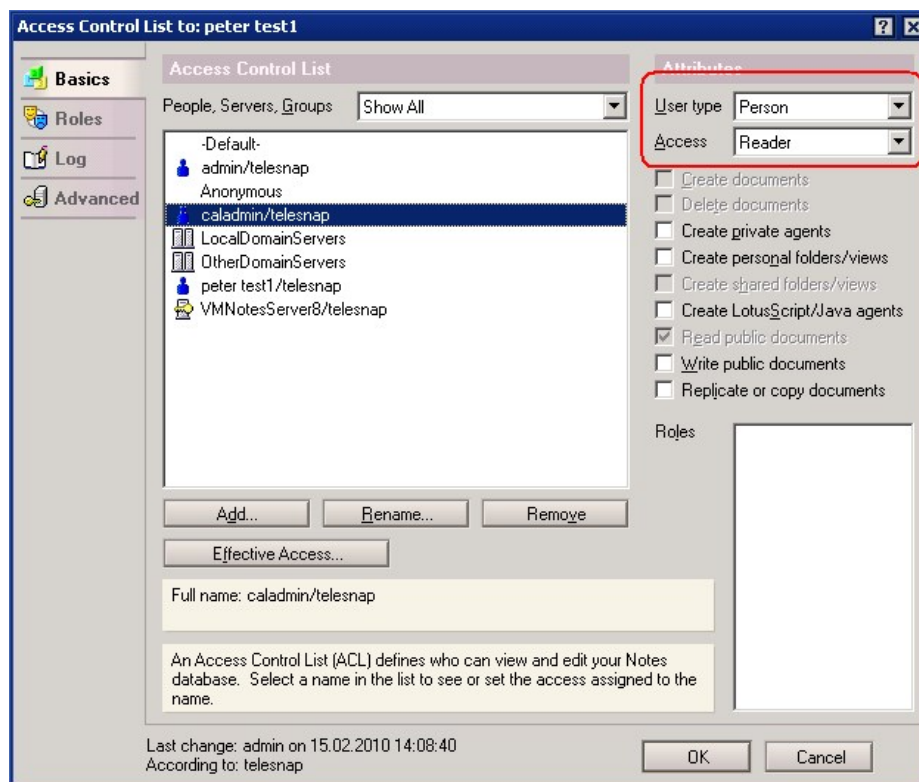 Access Control List to: peter test1
Basics
Roles
Log
Advanced
Access Control List
People, Servers, Groups Show All
-Default-
admin/telesnap
Anonymous
caladmin/telesnap
LocalDomainServers
OtherDomainServers
peter test1/telesnap
VMNotesServer8/telesnap
Add... Rename... Remove
Effective Access...
Full name: caladmin/telesnap
An Access Control List (ACL) defines who can view and edit your Notes
database. Select a name in the list to see or set the access assigned to the
name.
Attributes
User type Person
Access Reader
Create documents
Delete documents
Create private agents
Create personal folders/views
Create shared folders/views
Create LotusScript/Java agents
Read public documents
Write public documents
Replicate or copy documents
Roles
Last change: admin on 15.02.2010 14:08:40
According to: telesnap
OK Cancel